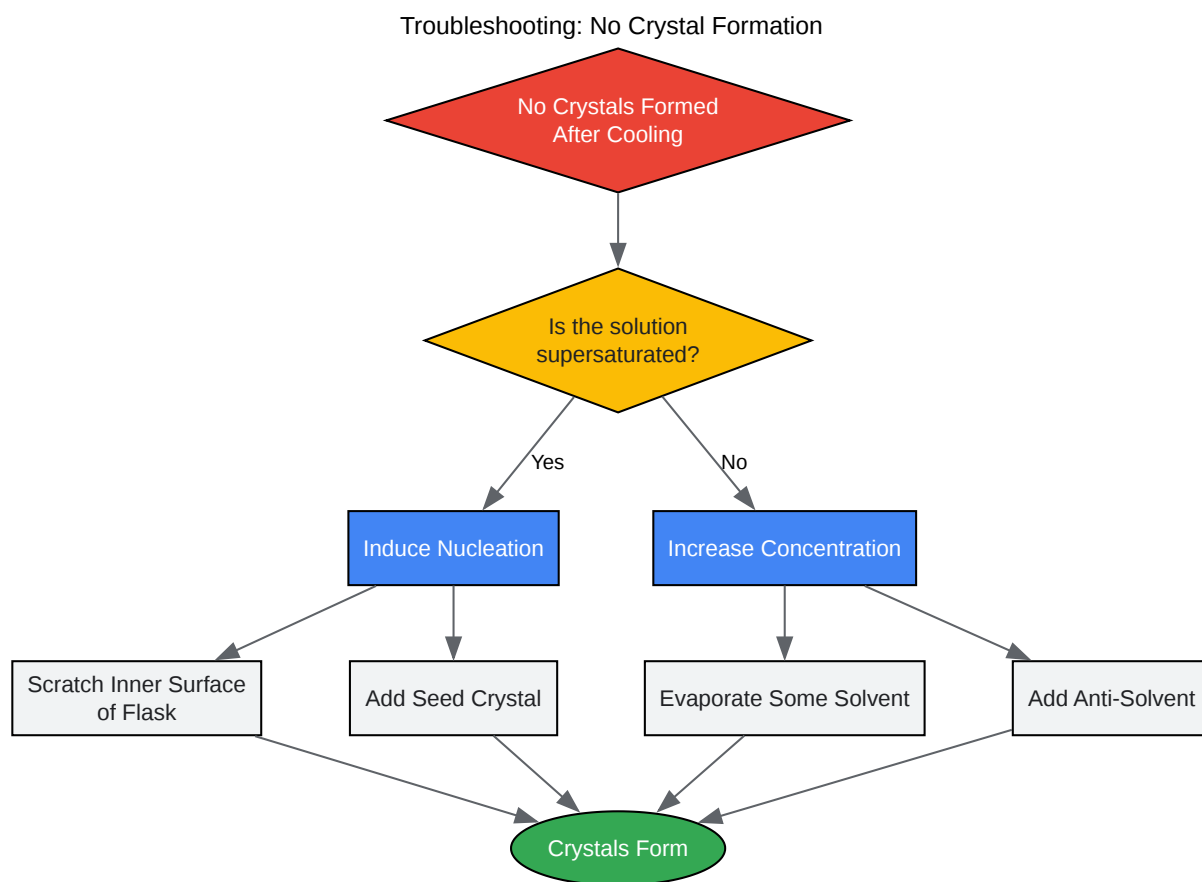 Troubleshooting: No Crystal Formation
No Crystals Formed
After Cooling
Is the solution
supersaturated?
Yes
No
Induce Nucleation
Increase Concentration
Scratch Inner Surface
of Flask
Add Seed Crystal
Evaporate Some Solvent
Add Anti-Solvent
Crystals Form